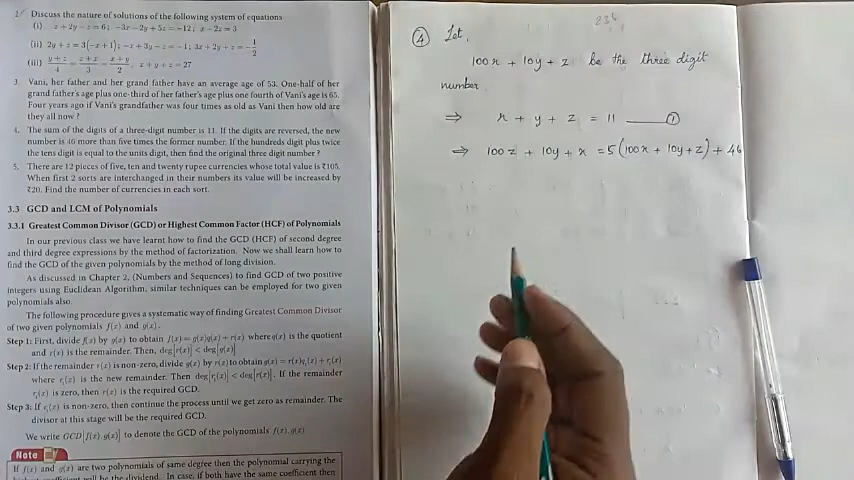 2. Discuss the nature of solutions of the following system of equations
(i) x + 2y − z = 6; −3x − 2y + 5z = −12; x − 2z = 3
(ii) 2y + z = 3(−x + 1); −x + 3y − z = −1; 3x + 2y + z = −1/2
(iii) (y + z)/4 = (z + x)/3 = (x + y)/2, x + y + z = 27
3. Vani, her father and her grand father have an average age of 53. One-half of her
grand father's age plus one-third of her father's age plus one fourth of Vani's age is 65.
Four years ago if Vani's grandfather was four times as old as Vani then how old are
they all now ?
4. The sum of the digits of a three-digit number is 11. If the digits are reversed, the new
number is 46 more than five times the former number. If the hundreds digit plus twice
the tens digit is equal to the units digit, then find the original three digit number ?
5. There are 12 pieces of five, ten and twenty rupee currencies whose total value is ₹105.
When first 2 sorts are interchanged in their numbers its value will be increased by
₹20. Find the number of currencies in each sort.
3.3 GCD and LCM of Polynomials
3.3.1 Greatest Common Divisor (GCD) or Highest Common Factor (HCF) of Polynomials
In our previous class we have learnt how to find the GCD (HCF) of second degree
and third degree expressions by the method of factorization. Now we shall learn how to
find the GCD of the given polynomials by the method of long division.
As discussed in Chapter 2, (Numbers and Sequences) to find GCD of two positive
integers using Euclidean Algorithm, similar techniques can be employed for two given
polynomials also.
The following procedure gives a systematic way of finding Greatest Common Divisor
of two given polynomials f(x) and g(x).
Step 1: First, divide f(x) by g(x) to obtain f(x) = g(x)q(x) + r(x) where q(x) is the quotient
and r(x) is the remainder. Then, deg[r(x)] < deg[g(x)]
Step 2: If the remainder r(x) is non-zero, divide g(x) by r(x) to obtain g(x) = r(x)q₁(x) + r₁(x)
where r₁(x) is the new remainder. Then deg[r₁(x)] < deg[r(x)]. If the remainder
r₁(x) is zero, then r(x) is the required GCD.
Step 3: If r₁(x) is non-zero, then continue the process until we get zero as remainder. The
divisor at this stage will be the required GCD.
We write GCD[f(x), g(x)] to denote the GCD of the polynomials f(x), g(x)
Note
If f(x) and g(x) are two polynomials of same degree then the polynomial carrying the
will be the dividend. In case, if both have the same coefficient then
④ Let,
100x + 10y + z be the three digit
number.
⇒ x + y + z = 11 —— ①
⇒ 100z + 10y + x = 5(100x + 10y + z) + 46